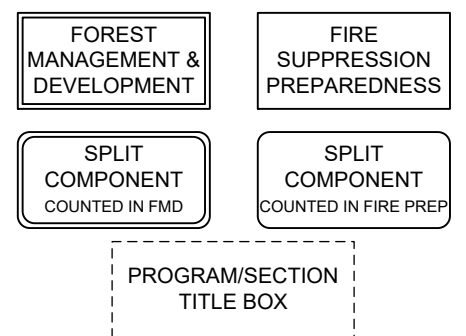 FOREST
MANAGEMENT &
DEVELOPMENT
FIRE
SUPPRESSION
PREPAREDNESS
SPLIT
COMPONENT
COUNTED IN FMD
SPLIT
COMPONENT
COUNTED IN FIRE PREP
PROGRAM/SECTION
TITLE BOX